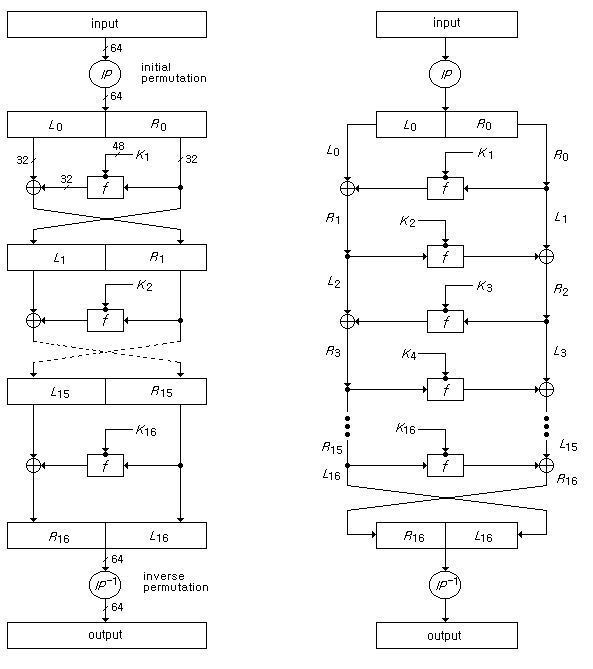 input
64
IP
initial
permutation
64
L0 R0
32
48
K1
32
32
f
L1 R1
K2
f
L15 R15
K16
f
R16 L16
64
IP-1
inverse
permutation
64
output
input
IP
L0 R0
L0
K1
R0
f
R1
K2
L1
f
L2
K3
R2
f
R3
K4
L3
f
R15
K16
L15
L16
f
R16
R16 L16
IP-1
output